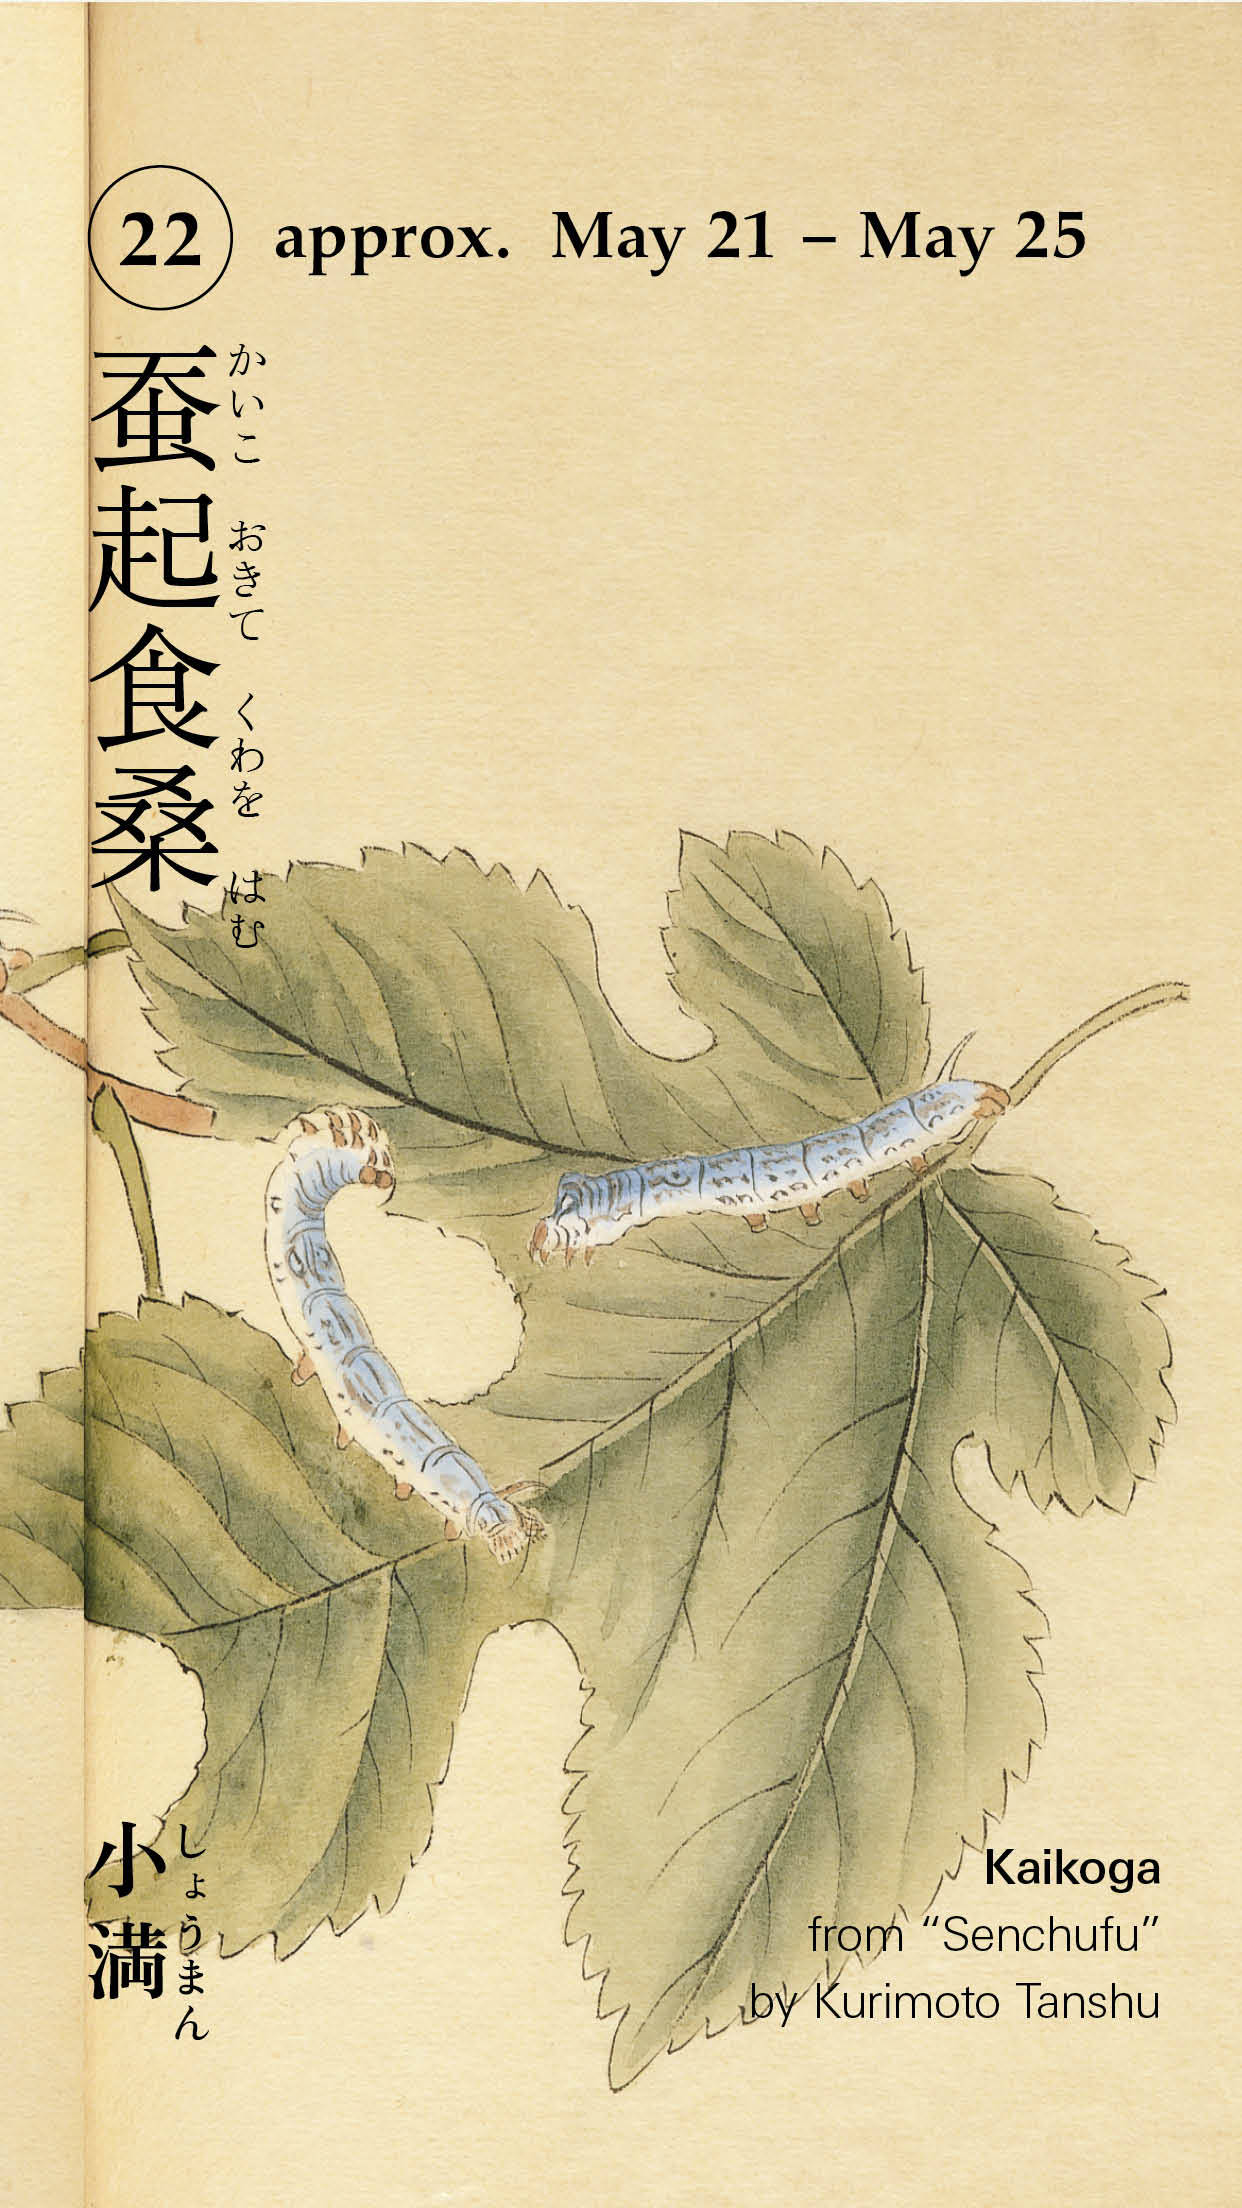 22 approx. May 21 – May 25
蚕起食桑
かいこ おきて くわを はむ
小満
しょうまん
Kaikoga
from “Senchufu”
by Kurimoto Tanshu